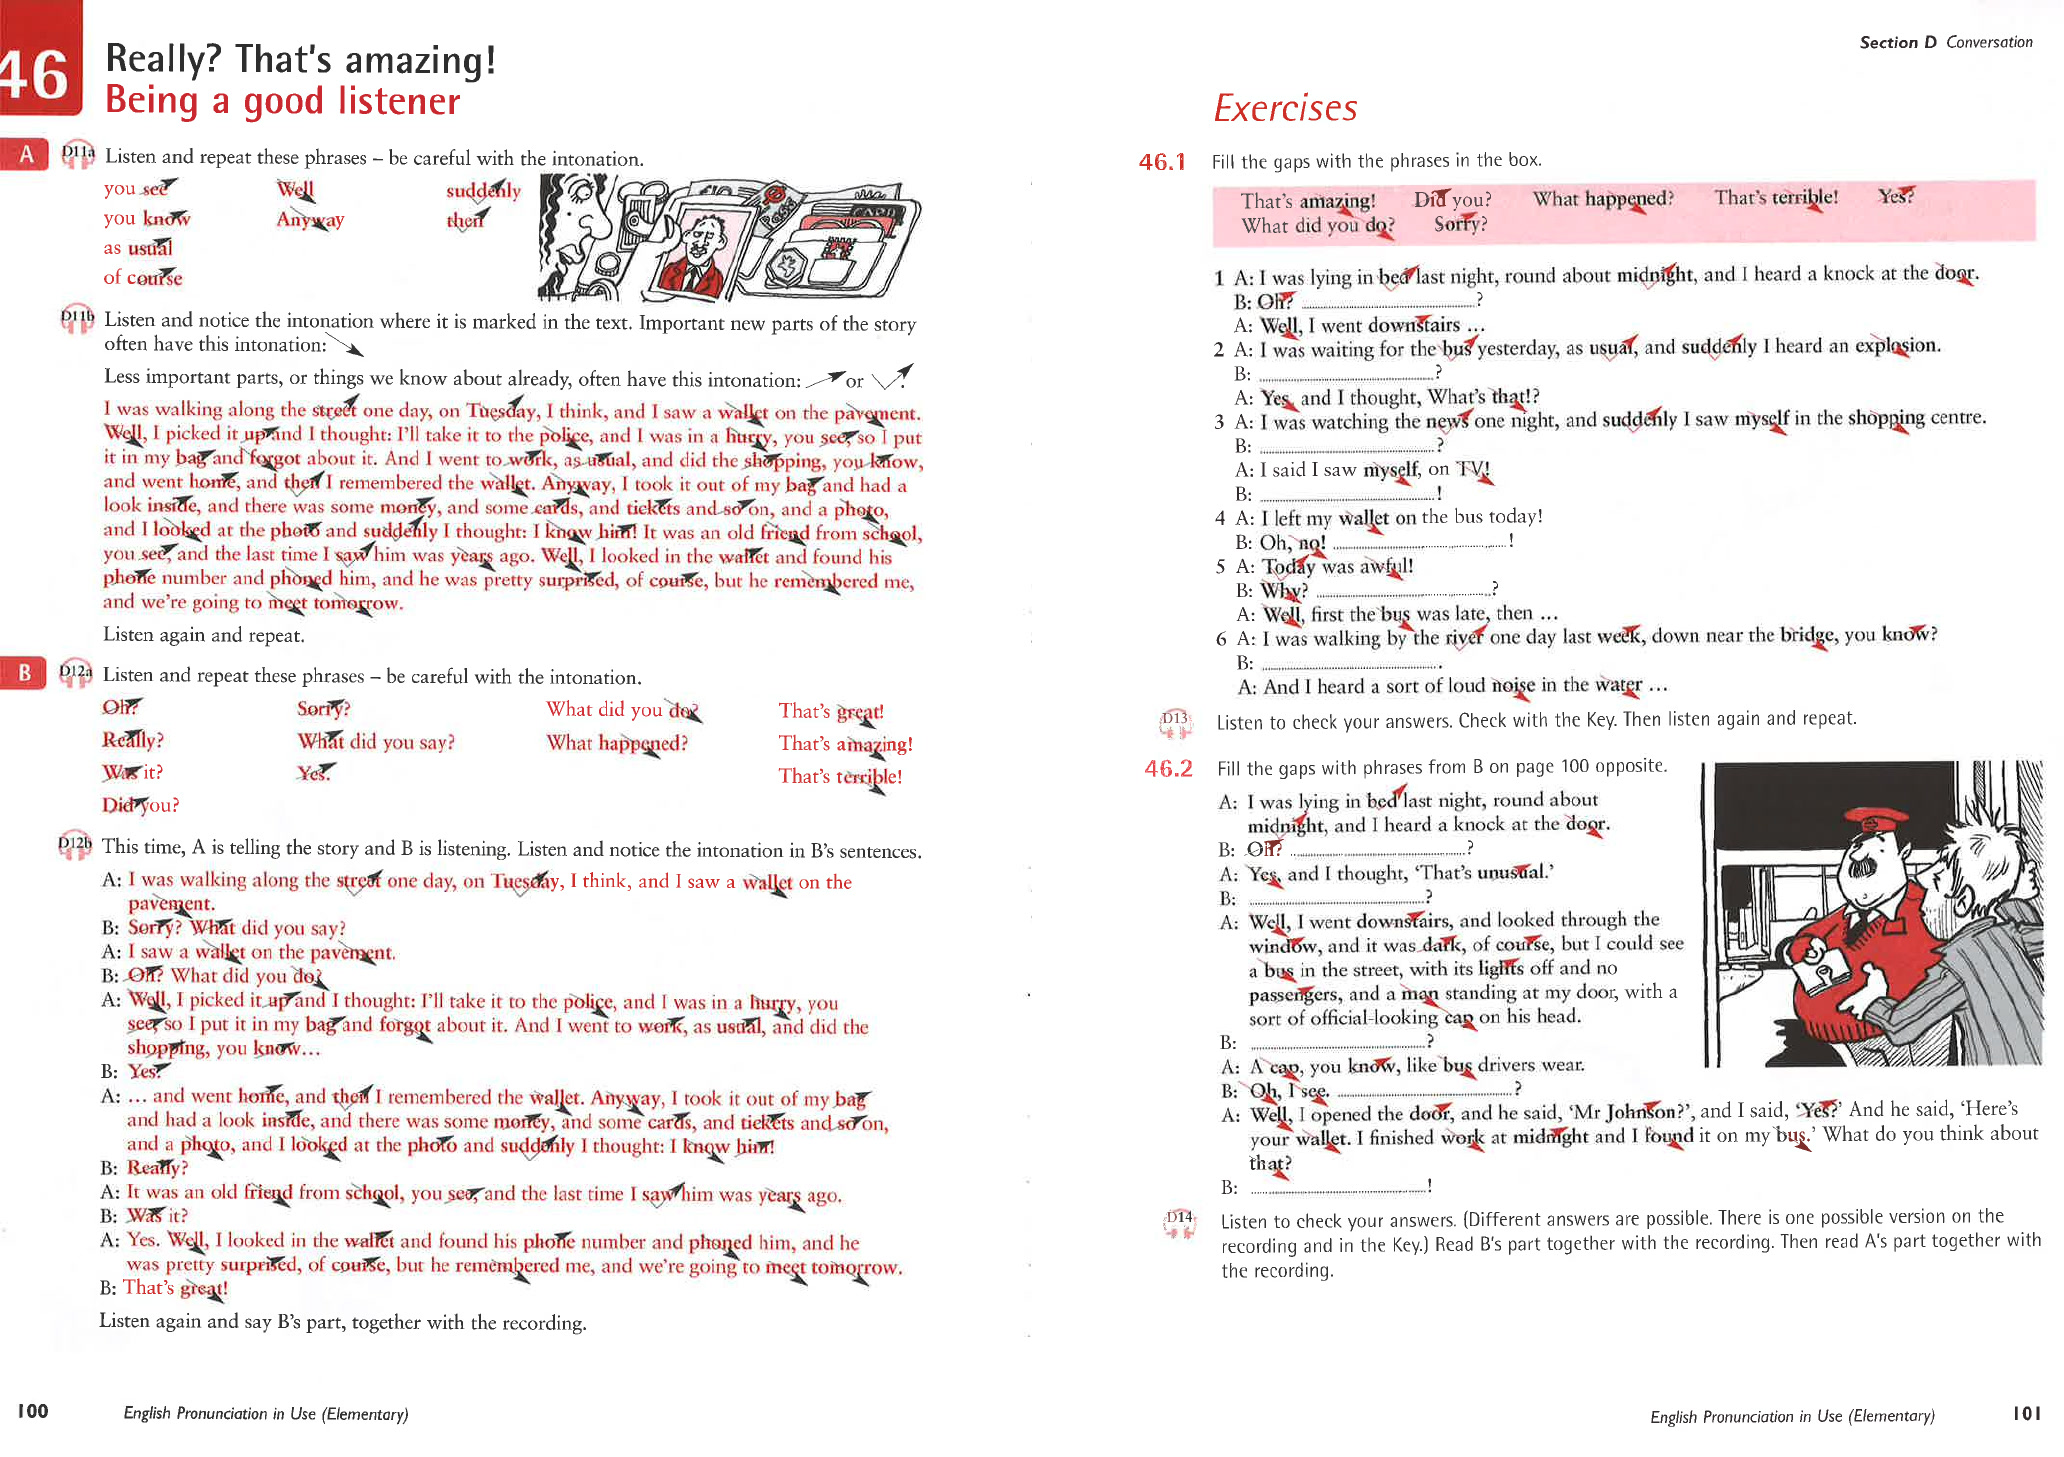 46
Really? That's amazing!
Being a good listener
A
D11a Listen and repeat these phrases – be careful with the intonation.
you see Well suddenly
you know Anyway then
as usual
of course
D11b Listen and notice the intonation where it is marked in the text. Important new parts of the story
often have this intonation:
Less important parts, or things we know about already, often have this intonation: or .
I was walking along the street one day, on Tuesday, I think, and I saw a wallet on the pavement.
Well, I picked it up and I thought: I'll take it to the police, and I was in a hurry, you see, so I put
it in my bag and forgot about it. And I went to work, as usual, and did the shopping, you know,
and went home, and then I remembered the wallet. Anyway, I took it out of my bag and had a
look inside, and there was some money, and some cards, and tickets and so on, and a photo,
and I looked at the photo and suddenly I thought: I know him! It was an old friend from school,
you see, and the last time I saw him was years ago. Well, I looked in the wallet and found his
phone number and phoned him, and he was pretty surprised, of course, but he remembered me,
and we're going to meet tomorrow.
Listen again and repeat.
B
D12a Listen and repeat these phrases – be careful with the intonation.
Oh? Sorry? What did you do? That's great!
Really? What did you say? What happened? That's amazing!
Was it? Yes. That's terrible!
Did you?
D12b This time, A is telling the story and B is listening. Listen and notice the intonation in B's sentences.
A: I was walking along the street one day, on Tuesday, I think, and I saw a wallet on the
pavement.
B: Sorry? What did you say?
A: I saw a wallet on the pavement.
B: Oh? What did you do?
A: Well, I picked it up and I thought: I'll take it to the police, and I was in a hurry, you
see, so I put it in my bag and forgot about it. And I went to work, as usual, and did the
shopping, you know...
B: Yes?
A: ... and went home, and then I remembered the wallet. Anyway, I took it out of my bag
and had a look inside, and there was some money, and some cards, and tickets and so on,
and a photo, and I looked at the photo and suddenly I thought: I know him!
B: Really?
A: It was an old friend from school, you see, and the last time I saw him was years ago.
B: Was it?
A: Yes. Well, I looked in the wallet and found his phone number and phoned him, and he
was pretty surprised, of course, but he remembered me, and we're going to meet tomorrow.
B: That's great!
Listen again and say B's part, together with the recording.
100 English Pronunciation in Use (Elementary)
Section D Conversation
Exercises
46.1 Fill the gaps with the phrases in the box.
That's amazing! Did you? What happened? That's terrible! Yes?
What did you do? Sorry?
1 A: I was lying in bed last night, round about midnight, and I heard a knock at the door.
B: Oh? ....................?
A: Well, I went downstairs ...
2 A: I was waiting for the bus yesterday, as usual, and suddenly I heard an explosion.
B: ....................?
A: Yes, and I thought, What's that!?
3 A: I was watching the news one night, and suddenly I saw myself in the shopping centre.
B: ....................?
A: I said I saw myself, on TV!
B: ....................!
4 A: I left my wallet on the bus today!
B: Oh, no! ....................!
5 A: Today was awful!
B: Why? ....................?
A: Well, first the bus was late, then ...
6 A: I was walking by the river one day last week, down near the bridge, you know?
B: .....................
A: And I heard a sort of loud noise in the water ...
D13 Listen to check your answers. Check with the Key. Then listen again and repeat.
46.2 Fill the gaps with phrases from B on page 100 opposite.
A: I was lying in bed last night, round about
midnight, and I heard a knock at the door.
B: Oh? ....................?
A: Yes, and I thought, 'That's unusual.'
B: ....................?
A: Well, I went downstairs, and looked through the
window, and it was dark, of course, but I could see
a bus in the street, with its lights off and no
passengers, and a man standing at my door, with a
sort of official-looking cap on his head.
B: ....................?
A: A cap, you know, like bus drivers wear.
B: Oh, I see. ....................?
A: Well, I opened the door, and he said, 'Mr Johnson?', and I said, 'Yes?' And he said, 'Here's
your wallet. I finished work at midnight and I found it on my bus.' What do you think about
that?
B: ....................!
D14 Listen to check your answers. (Different answers are possible. There is one possible version on the
recording and in the Key.) Read B's part together with the recording. Then read A's part together with
the recording.
English Pronunciation in Use (Elementary) 101